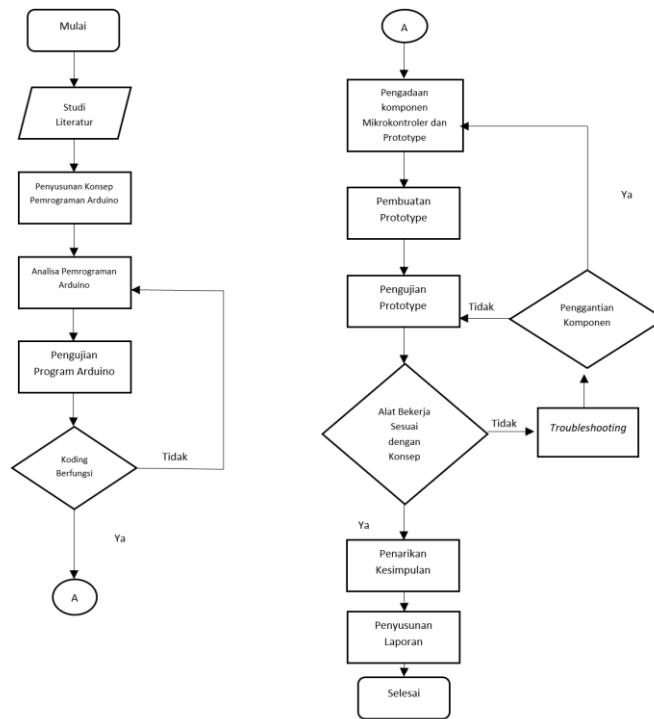 Mulai
Studi
Literatur
Penyusunan Konsep
Pemrograman Arduino
Analisa Pemrograman
Arduino
Pengujian
Program Arduino
Koding
Berfungsi
Tidak
Ya
A
A
Pengadaan
komponen
Mikrokontroler dan
Prototype
Pembuatan
Prototype
Pengujian
Prototype
Tidak
Penggantian
Komponen
Ya
Alat Bekerja
Sesuai
dengan
Konsep
Tidak
Troubleshooting
Ya
Penarikan
Kesimpulan
Penyusunan
Laporan
Selesai